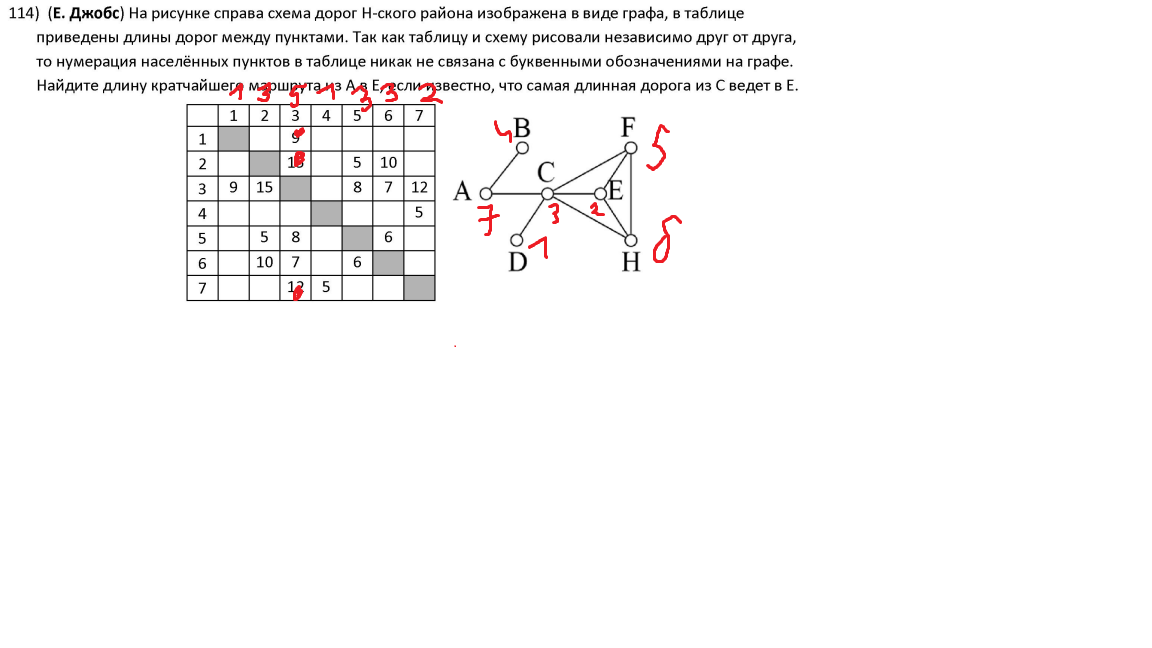 114) (Е. Джобс) На рисунке справа схема дорог Н-ского района изображена в виде графа, в таблице
приведены длины дорог между пунктами. Так как таблицу и схему рисовали независимо друг от друга,
то нумерация населённых пунктов в таблице никак не связана с буквенными обозначениями на графе.
Найдите длину кратчайшего маршрута из А в Е, если известно, что самая длинная дорога из С ведет в Е.
1 3 5 1 3 3 2
1 2 3 4 5 6 7
1 9
2 15 5 10
3 9 15 8 7 12
4 5
5 5 8 6
6 10 7 6
7 12 5
4 B F 5
C
A E
7 3 2
1 6
D H